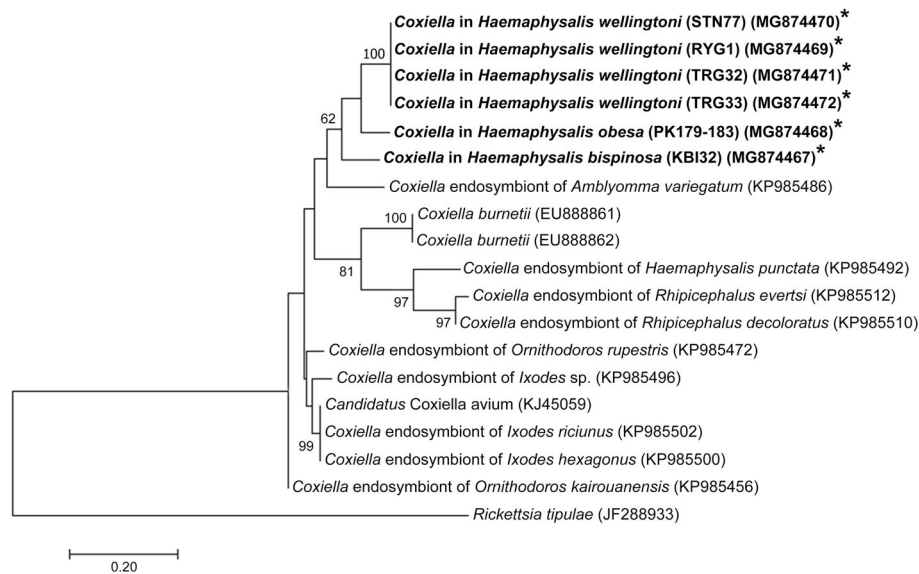 Coxiella in Haemaphysalis wellingtoni (STN77) (MG874470)*
100
Coxiella in Haemaphysalis wellingtoni (RYG1) (MG874469)*
Coxiella in Haemaphysalis wellingtoni (TRG32) (MG874471)*
Coxiella in Haemaphysalis wellingtoni (TRG33) (MG874472)*
62
Coxiella in Haemaphysalis obesa (PK179-183) (MG874468)*
Coxiella in Haemaphysalis bispinosa (KBI32) (MG874467)*
Coxiella endosymbiont of Amblyomma variegatum (KP985486)
100
Coxiella burnetii (EU888861)
Coxiella burnetii (EU888862)
81
Coxiella endosymbiont of Haemaphysalis punctata (KP985492)
97
Coxiella endosymbiont of Rhipicephalus evertsi (KP985512)
97
Coxiella endosymbiont of Rhipicephalus decoloratus (KP985510)
Coxiella endosymbiont of Ornithodoros rupestris (KP985472)
Coxiella endosymbiont of Ixodes sp. (KP985496)
Candidatus Coxiella avium (KJ45059)
99
Coxiella endosymbiont of Ixodes riciunus (KP985502)
Coxiella endosymbiont of Ixodes hexagonus (KP985500)
Coxiella endosymbiont of Ornithodoros kairouanensis (KP985456)
Rickettsia tipulae (JF288933)
0.20